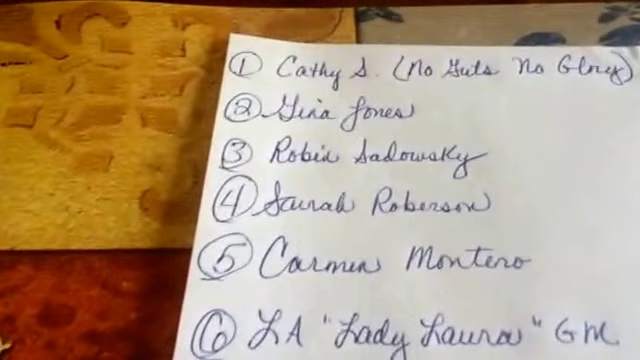 ① Cathy S. (No Guts No Glory)
② Gina Jones
③ Robin Sadowsky
④ Saurah Roberson
⑤ Carmen Montero
⑥ LA "Lady Laura" GM